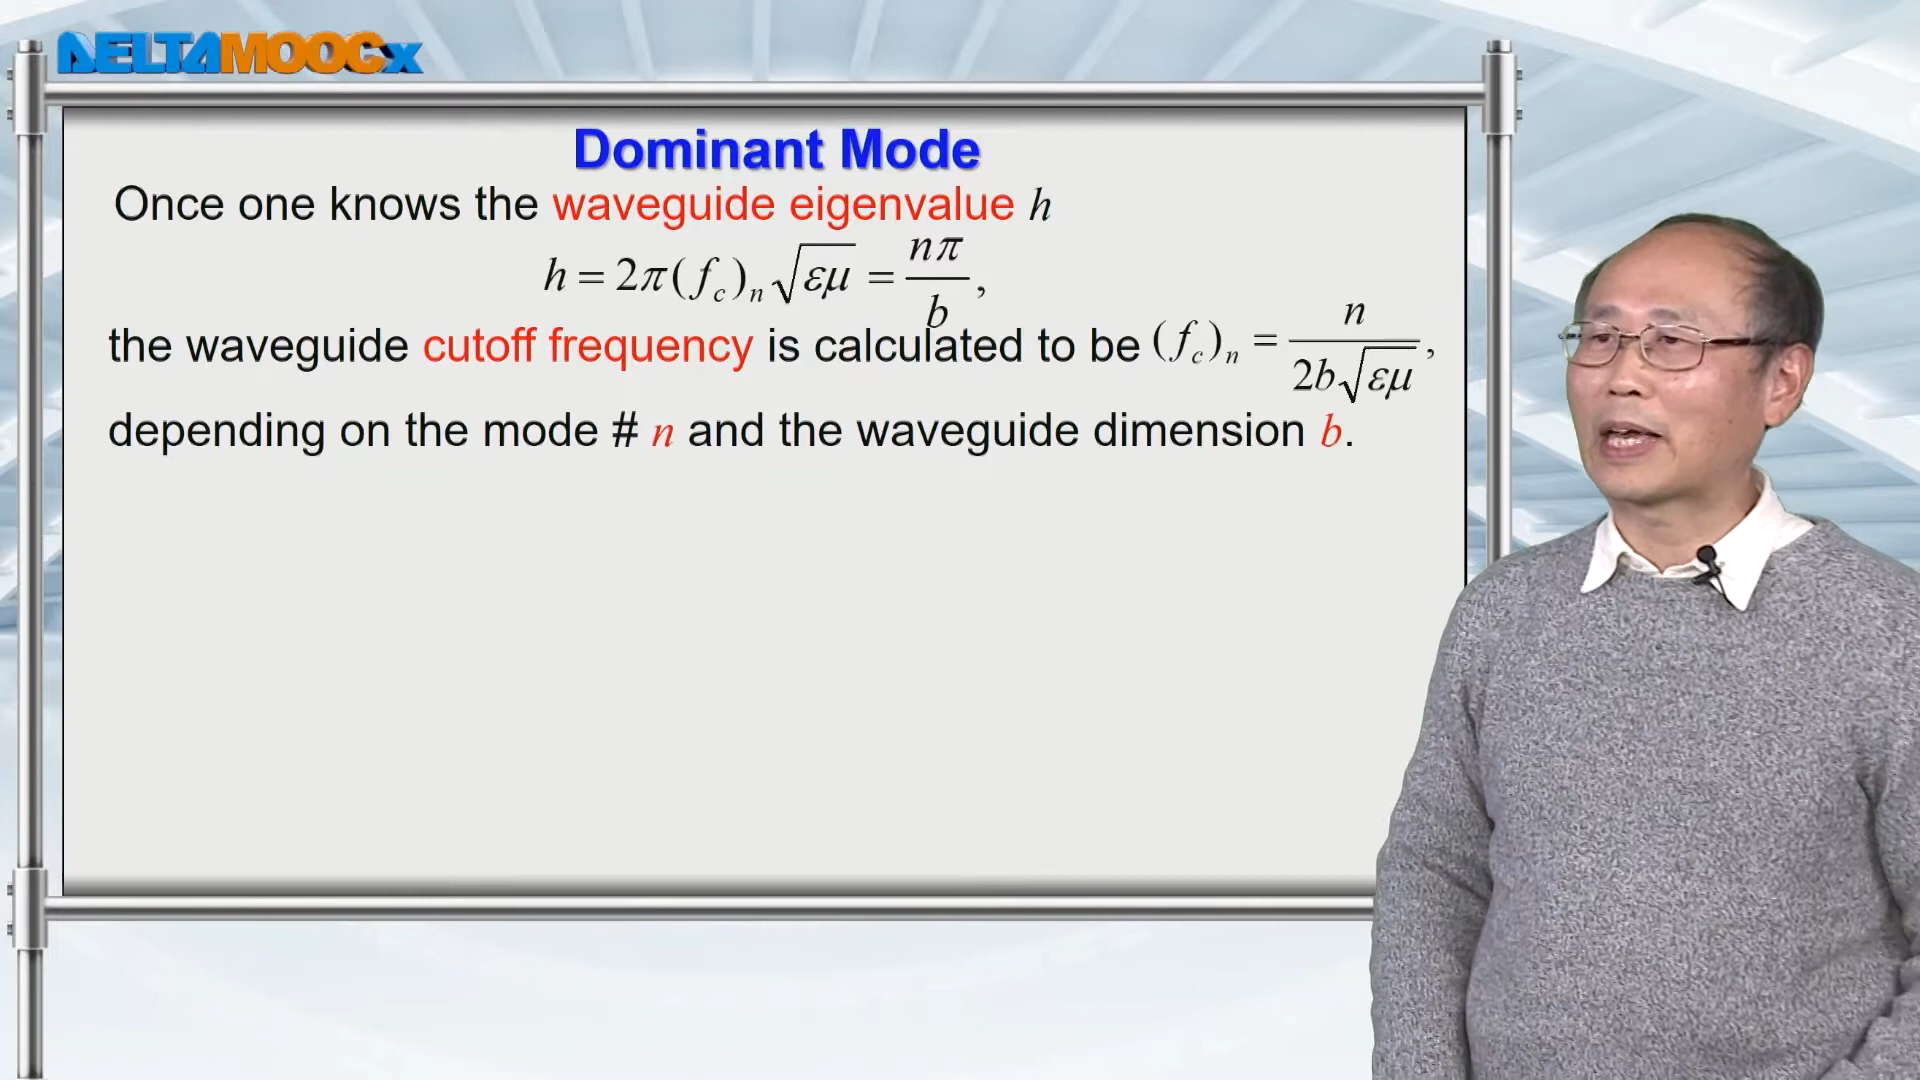 DELTAMOOCx
Dominant Mode
Once one knows the waveguide eigenvalue h
h = 2π(f_c)_n √εμ = nπ/b,
the waveguide cutoff frequency is calculated to be (f_c)_n = n/(2b√εμ),
depending on the mode # n and the waveguide dimension b.